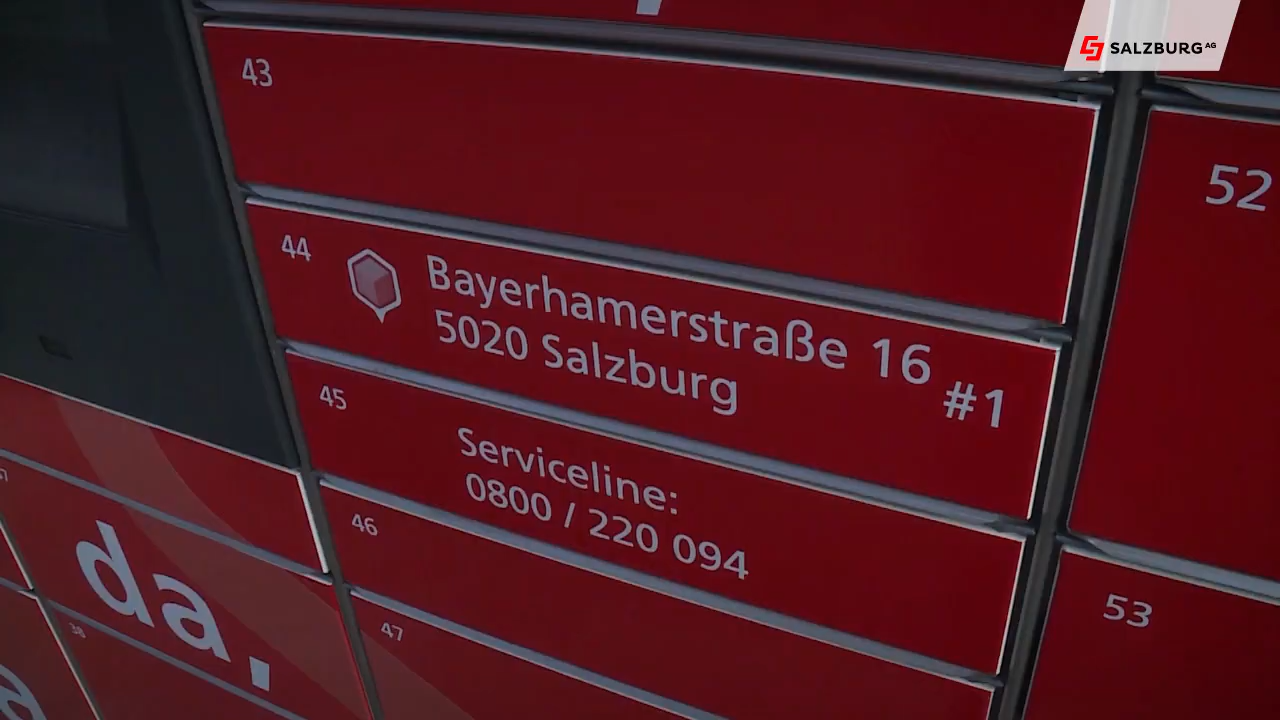 SALZBURG AG
43
52
44
Bayerhamerstraße 16
5020 Salzburg
#1
45
Serviceline:
0800 / 220 094
46
53
da,
38
47